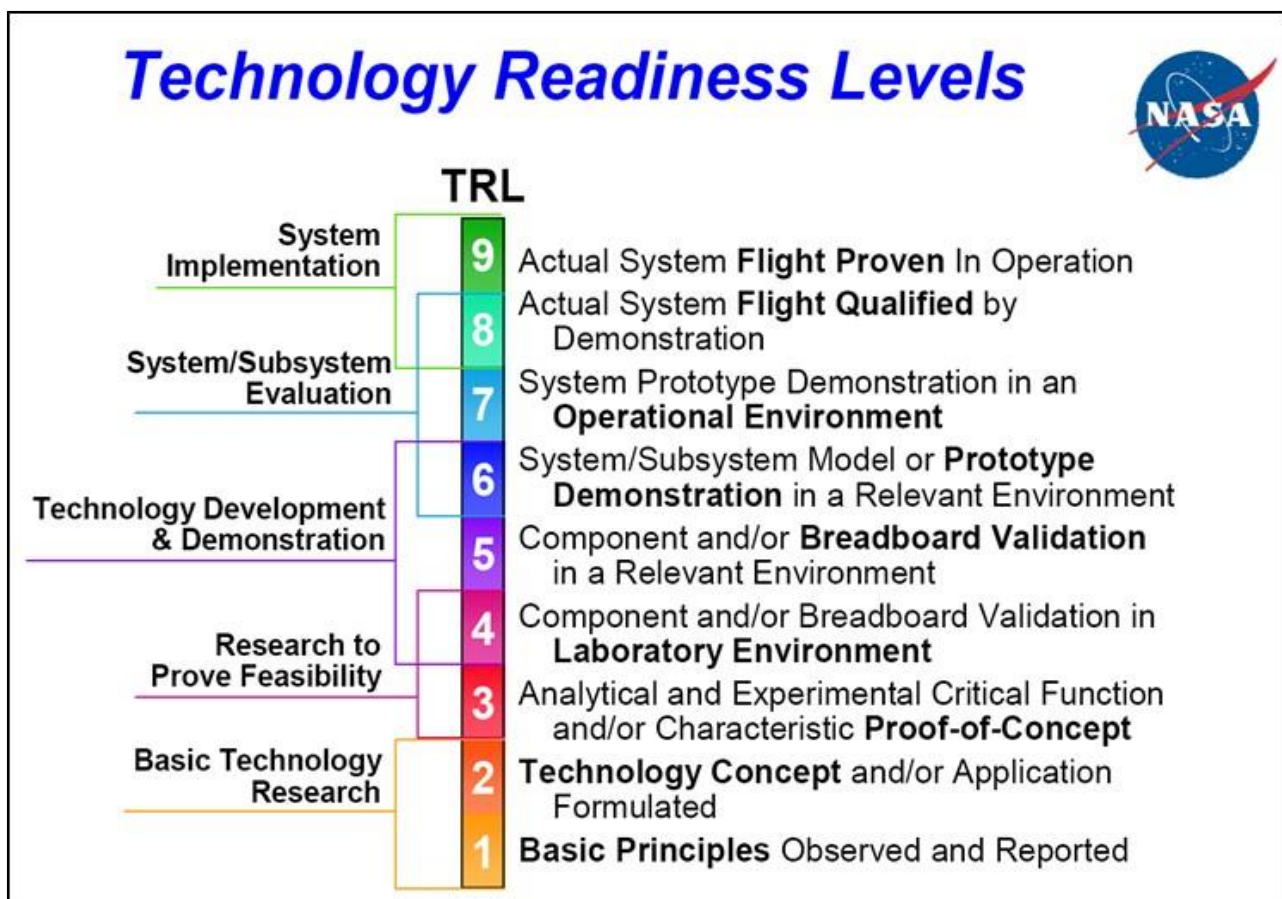 Technology Readiness Levels
NASA
TRL
System
Implementation
9
Actual System Flight Proven In Operation
8
Actual System Flight Qualified by
Demonstration
System/Subsystem
Evaluation
7
System Prototype Demonstration in an
Operational Environment
6
System/Subsystem Model or Prototype
Demonstration in a Relevant Environment
Technology Development
& Demonstration
5
Component and/or Breadboard Validation
in a Relevant Environment
4
Component and/or Breadboard Validation in
Laboratory Environment
Research to
Prove Feasibility
3
Analytical and Experimental Critical Function
and/or Characteristic Proof-of-Concept
Basic Technology
Research
2
Technology Concept and/or Application
Formulated
1
Basic Principles Observed and Reported